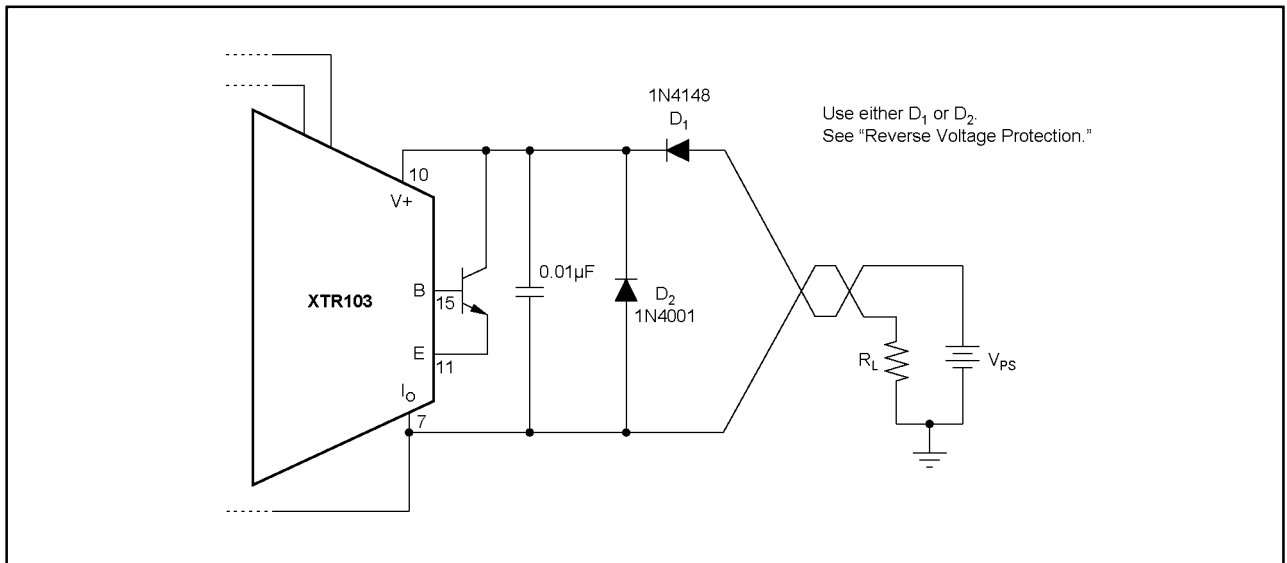 1N4148
D1
Use either D1 or D2.
See “Reverse Voltage Protection.”
10
V+
XTR103
B
15
0.01µF
D2
1N4001
E
11
RL
VPS
IO
7